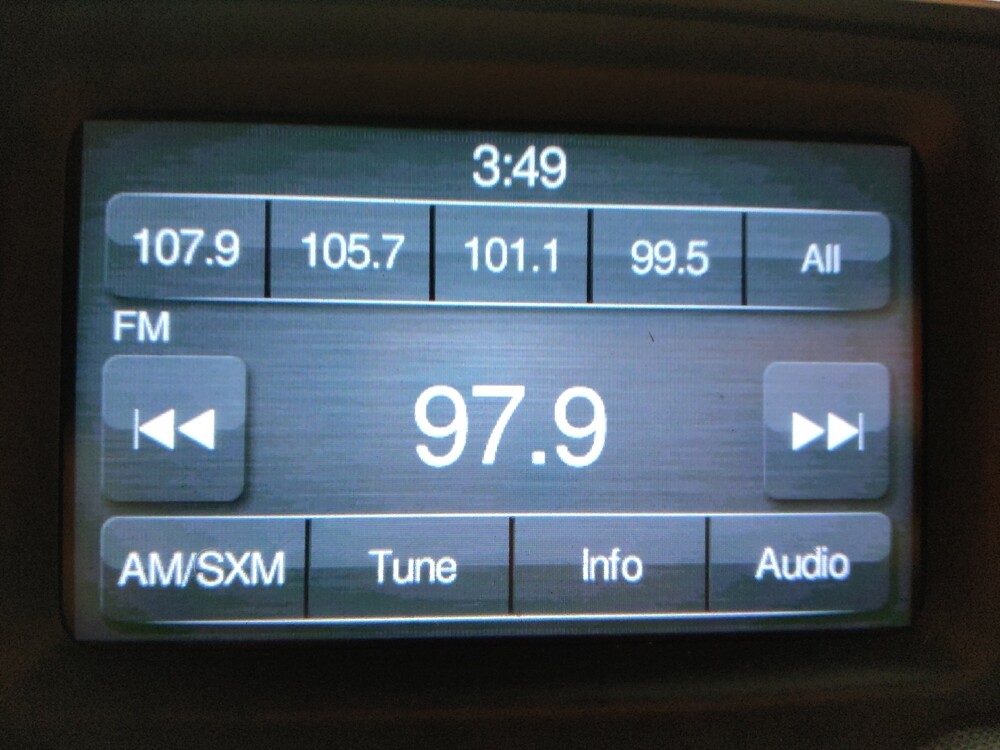 3:49
107.9 105.7 101.1 99.5 All
FM
97.9
AM/SXM Tune Info Audio